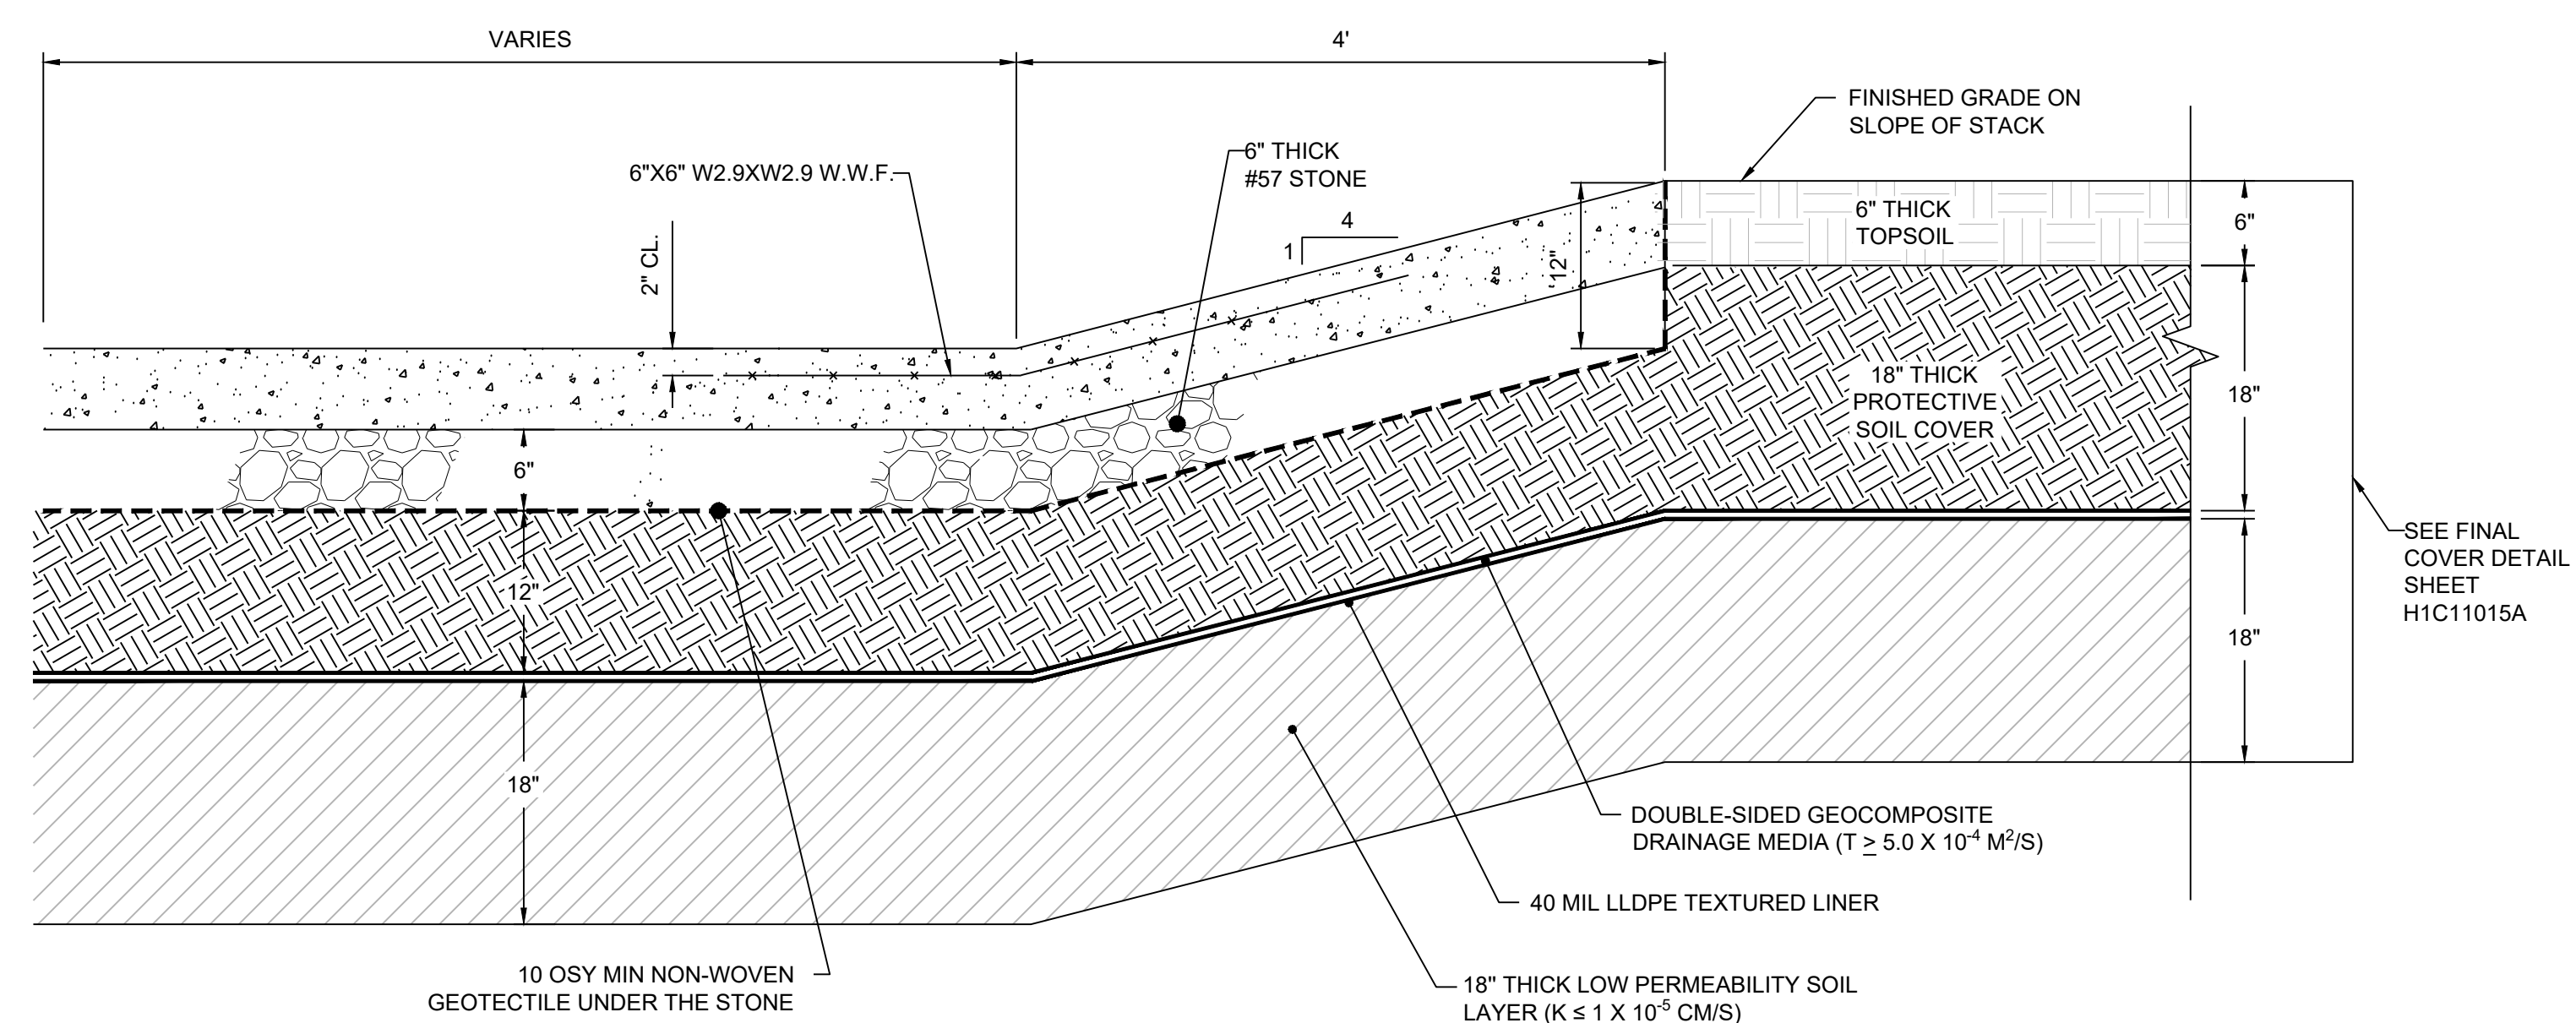 VARIES
4'
FINISHED GRADE ON
SLOPE OF STACK
6" THICK
#57 STONE
6"X6" W2.9XW2.9 W.W.F.
2" CL.
4
1
12"
6" THICK
TOPSOIL
6"
18" THICK
PROTECTIVE
SOIL COVER
18"
6"
12"
SEE FINAL
COVER DETAIL
SHEET
H1C11015A
18"
18"
DOUBLE-SIDED GEOCOMPOSITE
DRAINAGE MEDIA (T ≥ 5.0 X 10⁻⁴ M²/S)
40 MIL LLDPE TEXTURED LINER
10 OSY MIN NON-WOVEN
GEOTECTILE UNDER THE STONE
18" THICK LOW PERMEABILITY SOIL
LAYER (K ≤ 1 X 10⁻⁵ CM/S)